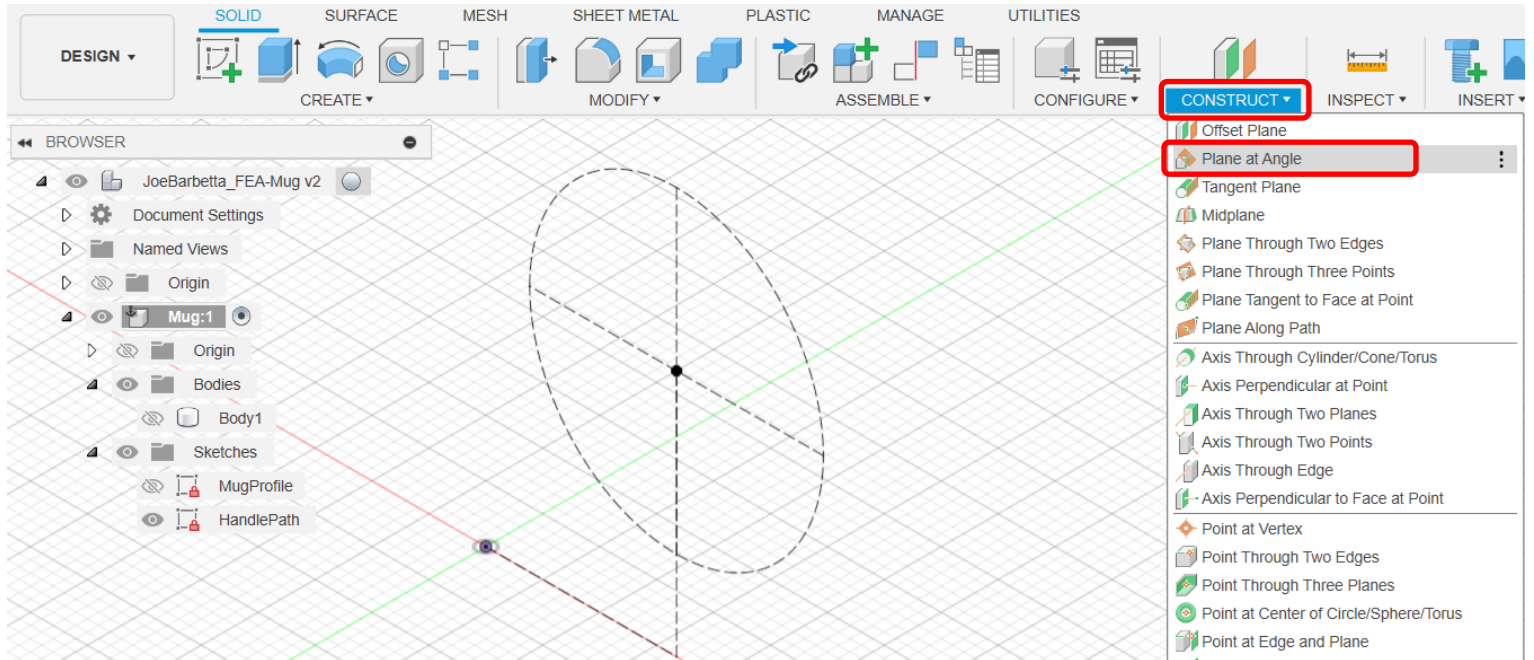 SOLID SURFACE MESH SHEET METAL PLASTIC MANAGE UTILITIES
DESIGN
CREATE MODIFY ASSEMBLE CONFIGURE CONSTRUCT INSPECT INSERT
BROWSER
JoeBarbetta_FEA-Mug v2
Document Settings
Named Views
Origin
Mug:1
Origin
Bodies
Body1
Sketches
MugProfile
HandlePath
Offset Plane
Plane at Angle
Tangent Plane
Midplane
Plane Through Two Edges
Plane Through Three Points
Plane Tangent to Face at Point
Plane Along Path
Axis Through Cylinder/Cone/Torus
Axis Perpendicular at Point
Axis Through Two Planes
Axis Through Two Points
Axis Through Edge
Axis Perpendicular to Face at Point
Point at Vertex
Point Through Two Edges
Point Through Three Planes
Point at Center of Circle/Sphere/Torus
Point at Edge and Plane